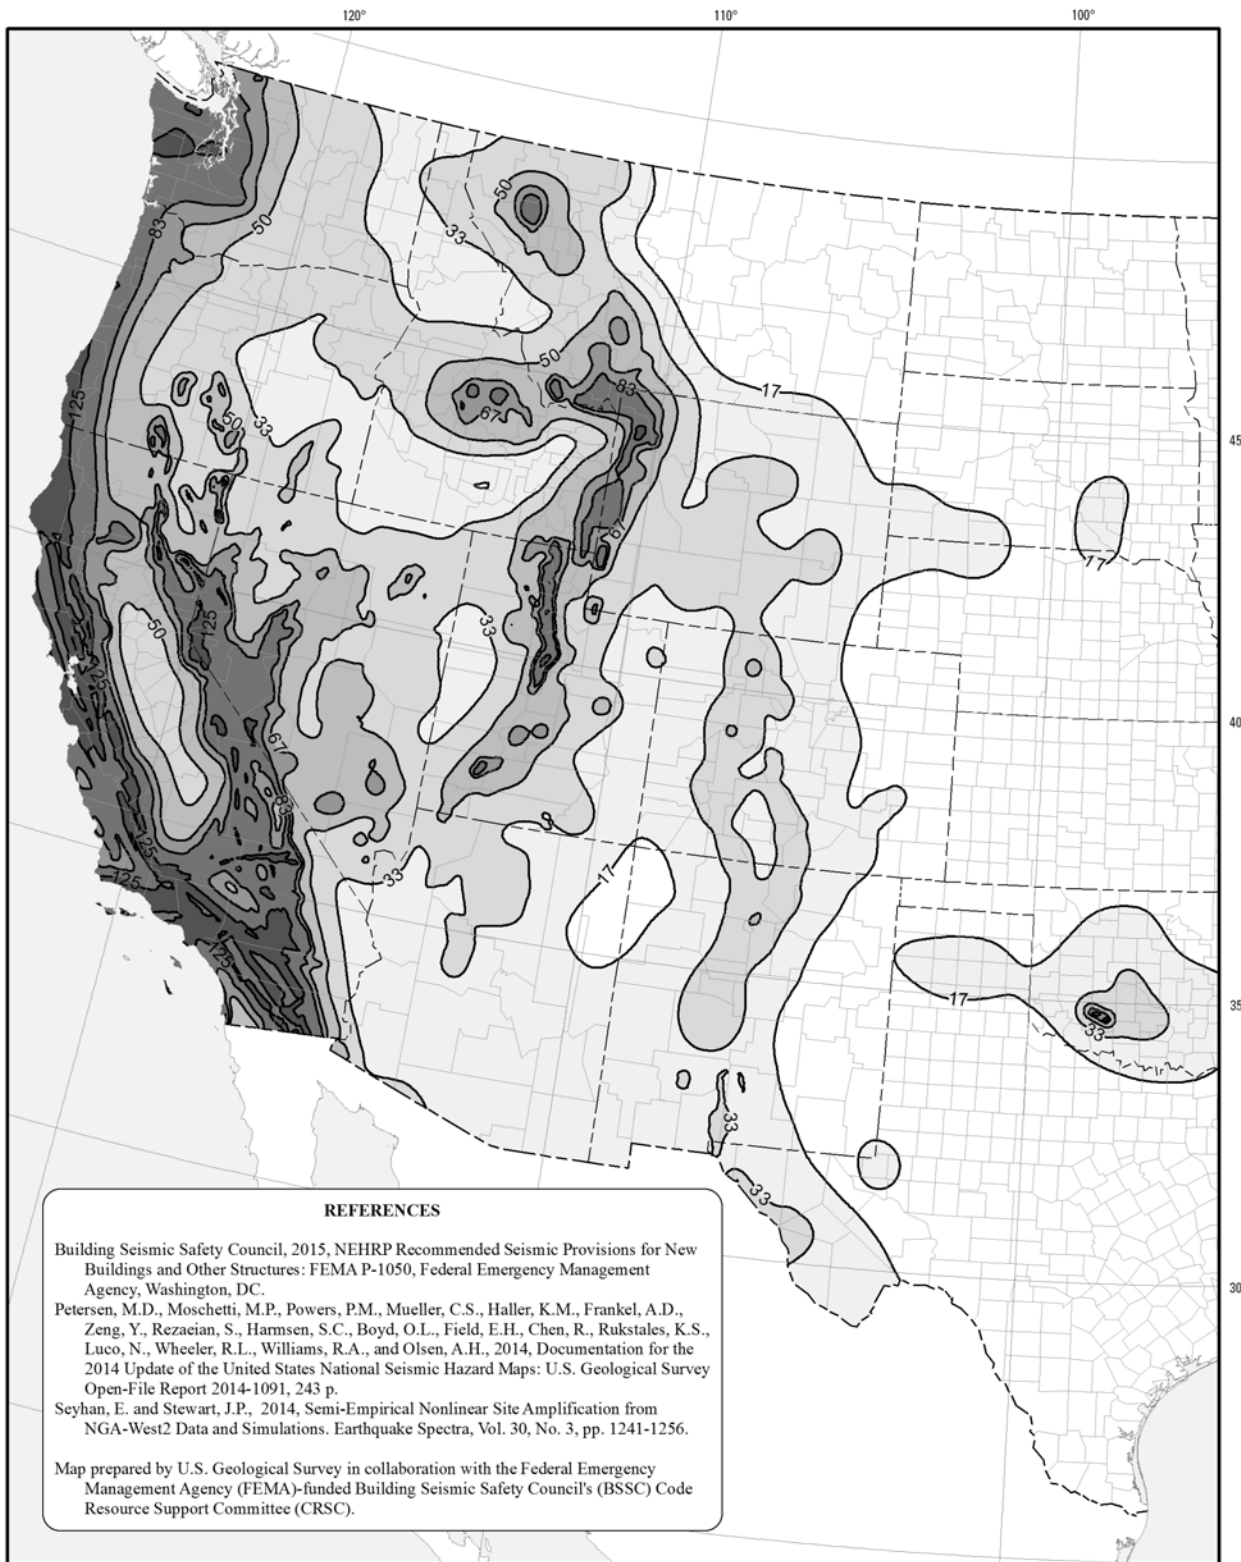 120°
110°
100°
50
83
50
33
50
17
83
125
50
33
67
45
67
17
33
125
50
125
67
40
83
125
33
17
125
125
17
33
35
33
33
30
REFERENCES
Building Seismic Safety Council, 2015, NEHRP Recommended Seismic Provisions for New
Buildings and Other Structures: FEMA P-1050, Federal Emergency Management
Agency, Washington, DC.
Petersen, M.D., Moschetti, M.P., Powers, P.M., Mueller, C.S., Haller, K.M., Frankel, A.D.,
Zeng, Y., Rezaeian, S., Harmsen, S.C., Boyd, O.L., Field, E.H., Chen, R., Rukstales, K.S.,
Luco, N., Wheeler, R.L., Williams, R.A., and Olsen, A.H., 2014, Documentation for the
2014 Update of the United States National Seismic Hazard Maps: U.S. Geological Survey
Open-File Report 2014-1091, 243 p.
Seyhan, E. and Stewart, J.P., 2014, Semi-Empirical Nonlinear Site Amplification from
NGA-West2 Data and Simulations. Earthquake Spectra, Vol. 30, No. 3, pp. 1241-1256.
Map prepared by U.S. Geological Survey in collaboration with the Federal Emergency
Management Agency (FEMA)-funded Building Seismic Safety Council's (BSSC) Code
Resource Support Committee (CRSC).